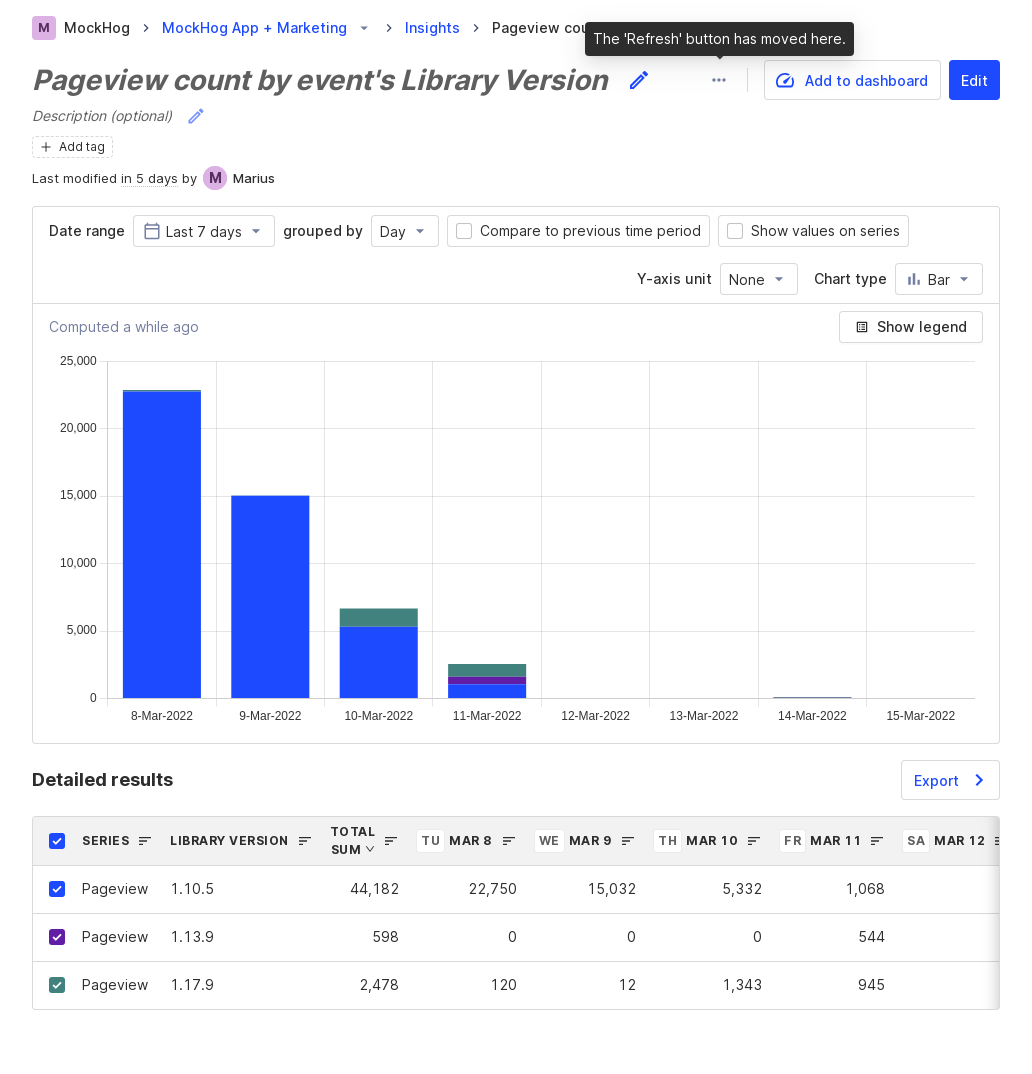 M MockHog > MockHog App + Marketing > Insights > Pageview cou
The 'Refresh' button has moved here.
Pageview count by event's Library Version
Add to dashboard
Edit
Description (optional)
+ Add tag
Last modified in 5 days by M Marius
Date range Last 7 days grouped by Day Compare to previous time period Show values on series
Y-axis unit None Chart type Bar
Computed a while ago
Show legend
25,000
20,000
15,000
10,000
5,000
0
8-Mar-2022 9-Mar-2022 10-Mar-2022 11-Mar-2022 12-Mar-2022 13-Mar-2022 14-Mar-2022 15-Mar-2022
Detailed results
Export
SERIES LIBRARY VERSION TOTAL SUM TU MAR 8 WE MAR 9 TH MAR 10 FR MAR 11 SA MAR 12
Pageview 1.10.5 44,182 22,750 15,032 5,332 1,068
Pageview 1.13.9 598 0 0 0 544
Pageview 1.17.9 2,478 120 12 1,343 945